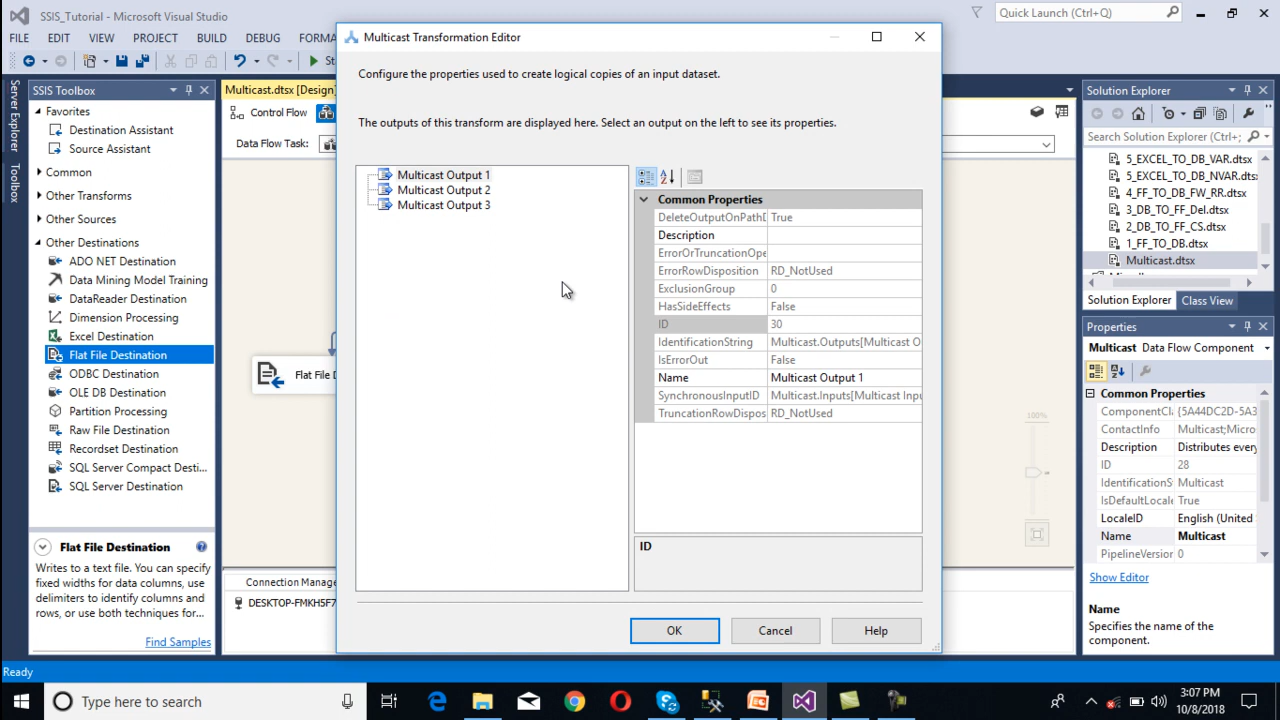 SSIS_Tutorial - Microsoft Visual Studio
Quick Launch (Ctrl+Q)
FILE EDIT VIEW PROJECT BUILD DEBUG FORMA
SSIS Toolbox
Server Explorer
Toolbox
Favorites
Destination Assistant
Source Assistant
Common
Other Transforms
Other Sources
Other Destinations
ADO NET Destination
Data Mining Model Training
DataReader Destination
Dimension Processing
Excel Destination
Flat File Destination
ODBC Destination
OLE DB Destination
Partition Processing
Raw File Destination
Recordset Destination
SQL Server Compact Desti...
SQL Server Destination
Flat File Destination
Writes to a text file. You can specify
fixed widths for data columns, use
delimiters to identify columns and
rows, or use both techniques for...
Find Samples
Multicast.dtsx [Design]
Control Flow
Data Flow Task:
Flat File D
Connection Manag
DESKTOP-FMKH5F7
100%
Multicast Transformation Editor
Configure the properties used to create logical copies of an input dataset.
The outputs of this transform are displayed here. Select an output on the left to see its properties.
Multicast Output 1
Multicast Output 2
Multicast Output 3
Common Properties
DeleteOutputOnPathD True
Description
ErrorOrTruncationOpe
ErrorRowDisposition RD_NotUsed
ExclusionGroup 0
HasSideEffects False
ID 30
IdentificationString Multicast.Outputs[Multicast O
IsErrorOut False
Name Multicast Output 1
SynchronousInputID Multicast.Inputs[Multicast Inpu
TruncationRowDispos RD_NotUsed
ID
OK Cancel Help
Solution Explorer
Search Solution Explorer (Ctrl+;)
5_EXCEL_TO_DB_VAR.dtsx
5_EXCEL_TO_DB_NVAR.dtsx
4_FF_TO_DB_FW_RR.dtsx
3_DB_TO_FF_Del.dtsx
2_DB_TO_FF_CS.dtsx
1_FF_TO_DB.dtsx
Multicast.dtsx
Solution Explorer Class View
Properties
Multicast Data Flow Component
Common Properties
ComponentCla {5A44DC2D-5A3
ContactInfo Multicast;Micro
Description Distributes every
ID 28
IdentificationS Multicast
IsDefaultLocale True
LocaleID English (United
Name Multicast
PipelineVersion 0
Show Editor
Name
Specifies the name of the
component.
Ready
Type here to search
3:07 PM
10/8/2018